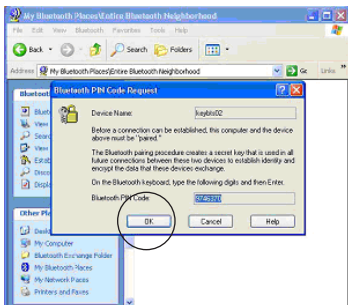 My Bluetooth Places\Entire Bluetooth Neighborhood
File Edit View Bluetooth Favorites Tools Help
Back Search Folders
Address My Bluetooth Places\Entire Bluetooth Neighborhood Go Links
Bluetooth PIN Code Request
Device Name: keybts02
Before a connection can be established, this computer and the device
above must be "paired."
The Bluetooth pairing procedure creates a secret key that is used in all
future connections between these two devices to establish identity and
encrypt the data that these devices exchange.
On the Bluetooth keyboard, type the following digits and then Enter.
Bluetooth PIN Code: 9746370
OK Cancel Help
Other Pla
Deskt
My Computer
Bluetooth Exchange Folder
My Bluetooth Places
My Network Places
Printers and Faxes